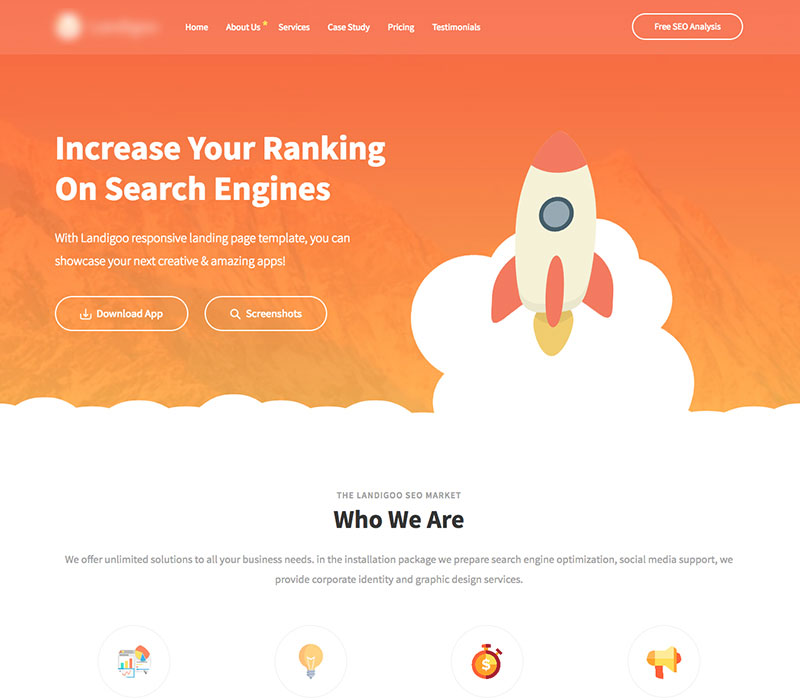 Home About Us Services Case Study Pricing Testimonials Free SEO Analysis
Increase Your Ranking
On Search Engines
With Landigoo responsive landing page template, you can
showcase your next creative & amazing apps!
Download App Screenshots
THE LANDIGOO SEO MARKET
Who We Are
We offer unlimited solutions to all your business needs. in the installation package we prepare search engine optimization, social media support, we
provide corporate identity and graphic design services.
$